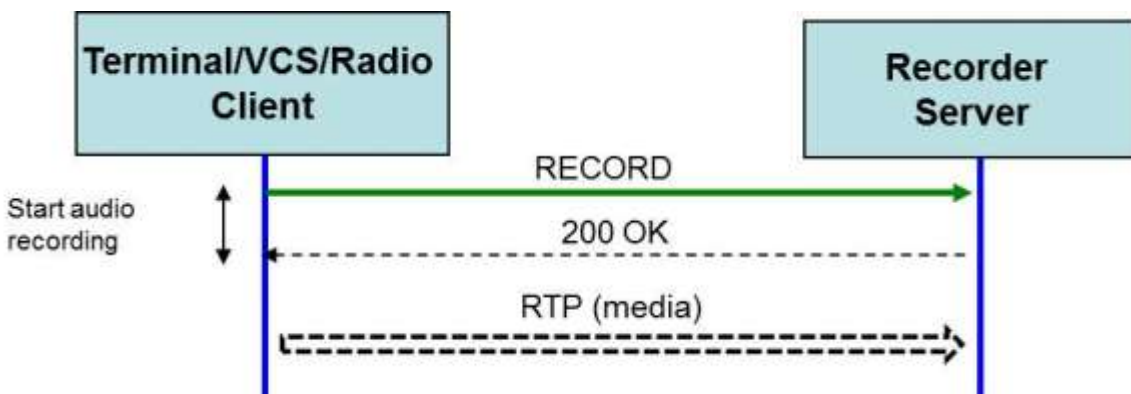 Terminal/VCS/Radio
Client
Recorder
Server
RECORD
Start audio
recording
200 OK
RTP (media)